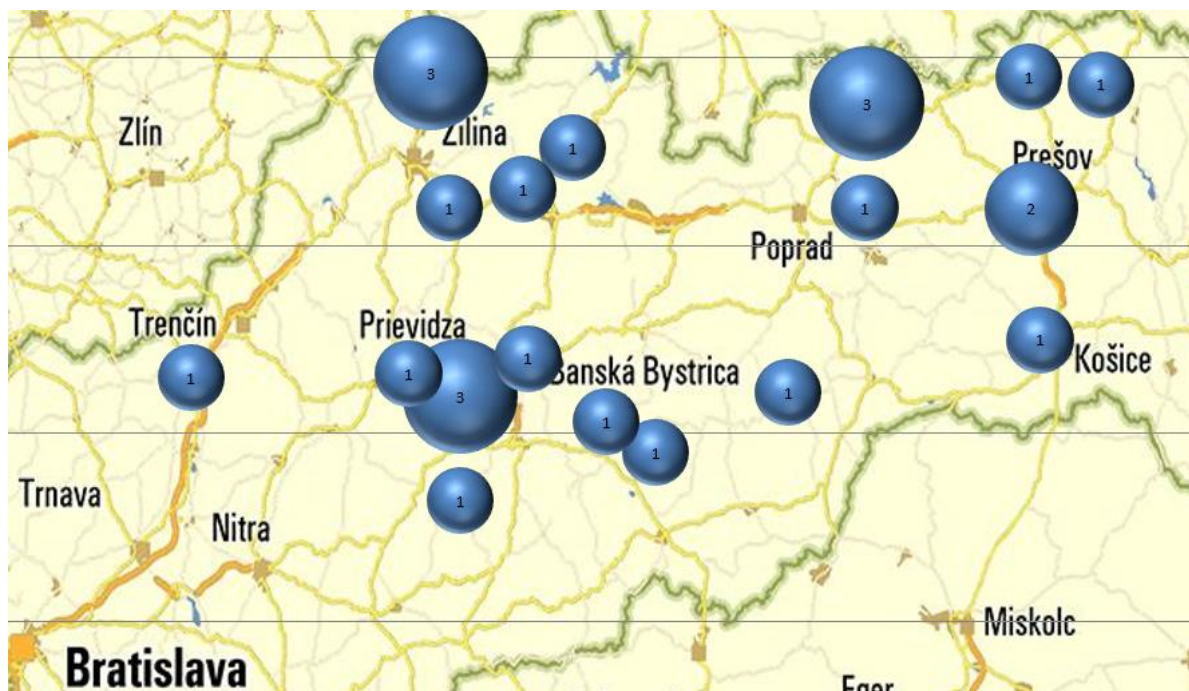 3
1
1
3
Zlín
Žilina
1
Prešov
1
1
1
2
Poprad
Trenčín
Prievidza
1
1
Košice
1
1
3
Banská Bystrica
1
1
1
Trnava
1
Nitra
Miskolc
Bratislava
Eger